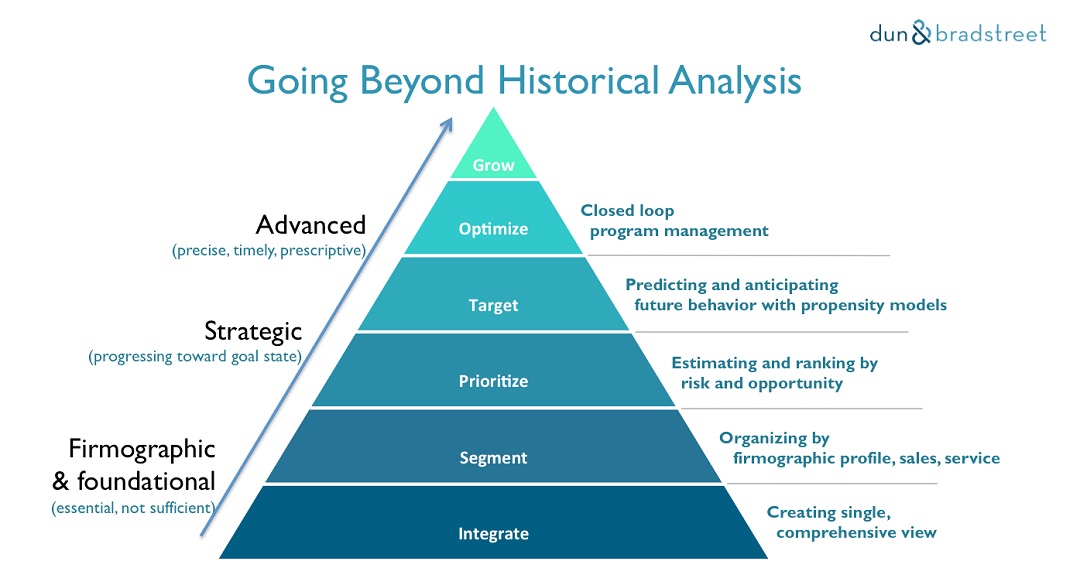 dun & bradstreet
Going Beyond Historical Analysis
Grow
Advanced
(precise, timely, prescriptive)
Optimize
Closed loop
program management
Target
Predicting and anticipating
future behavior with propensity models
Strategic
(progressing toward goal state)
Prioritize
Estimating and ranking by
risk and opportunity
Firmographic
& foundational
(essential, not sufficient)
Segment
Organizing by
firmographic profile, sales, service
Integrate
Creating single,
comprehensive view